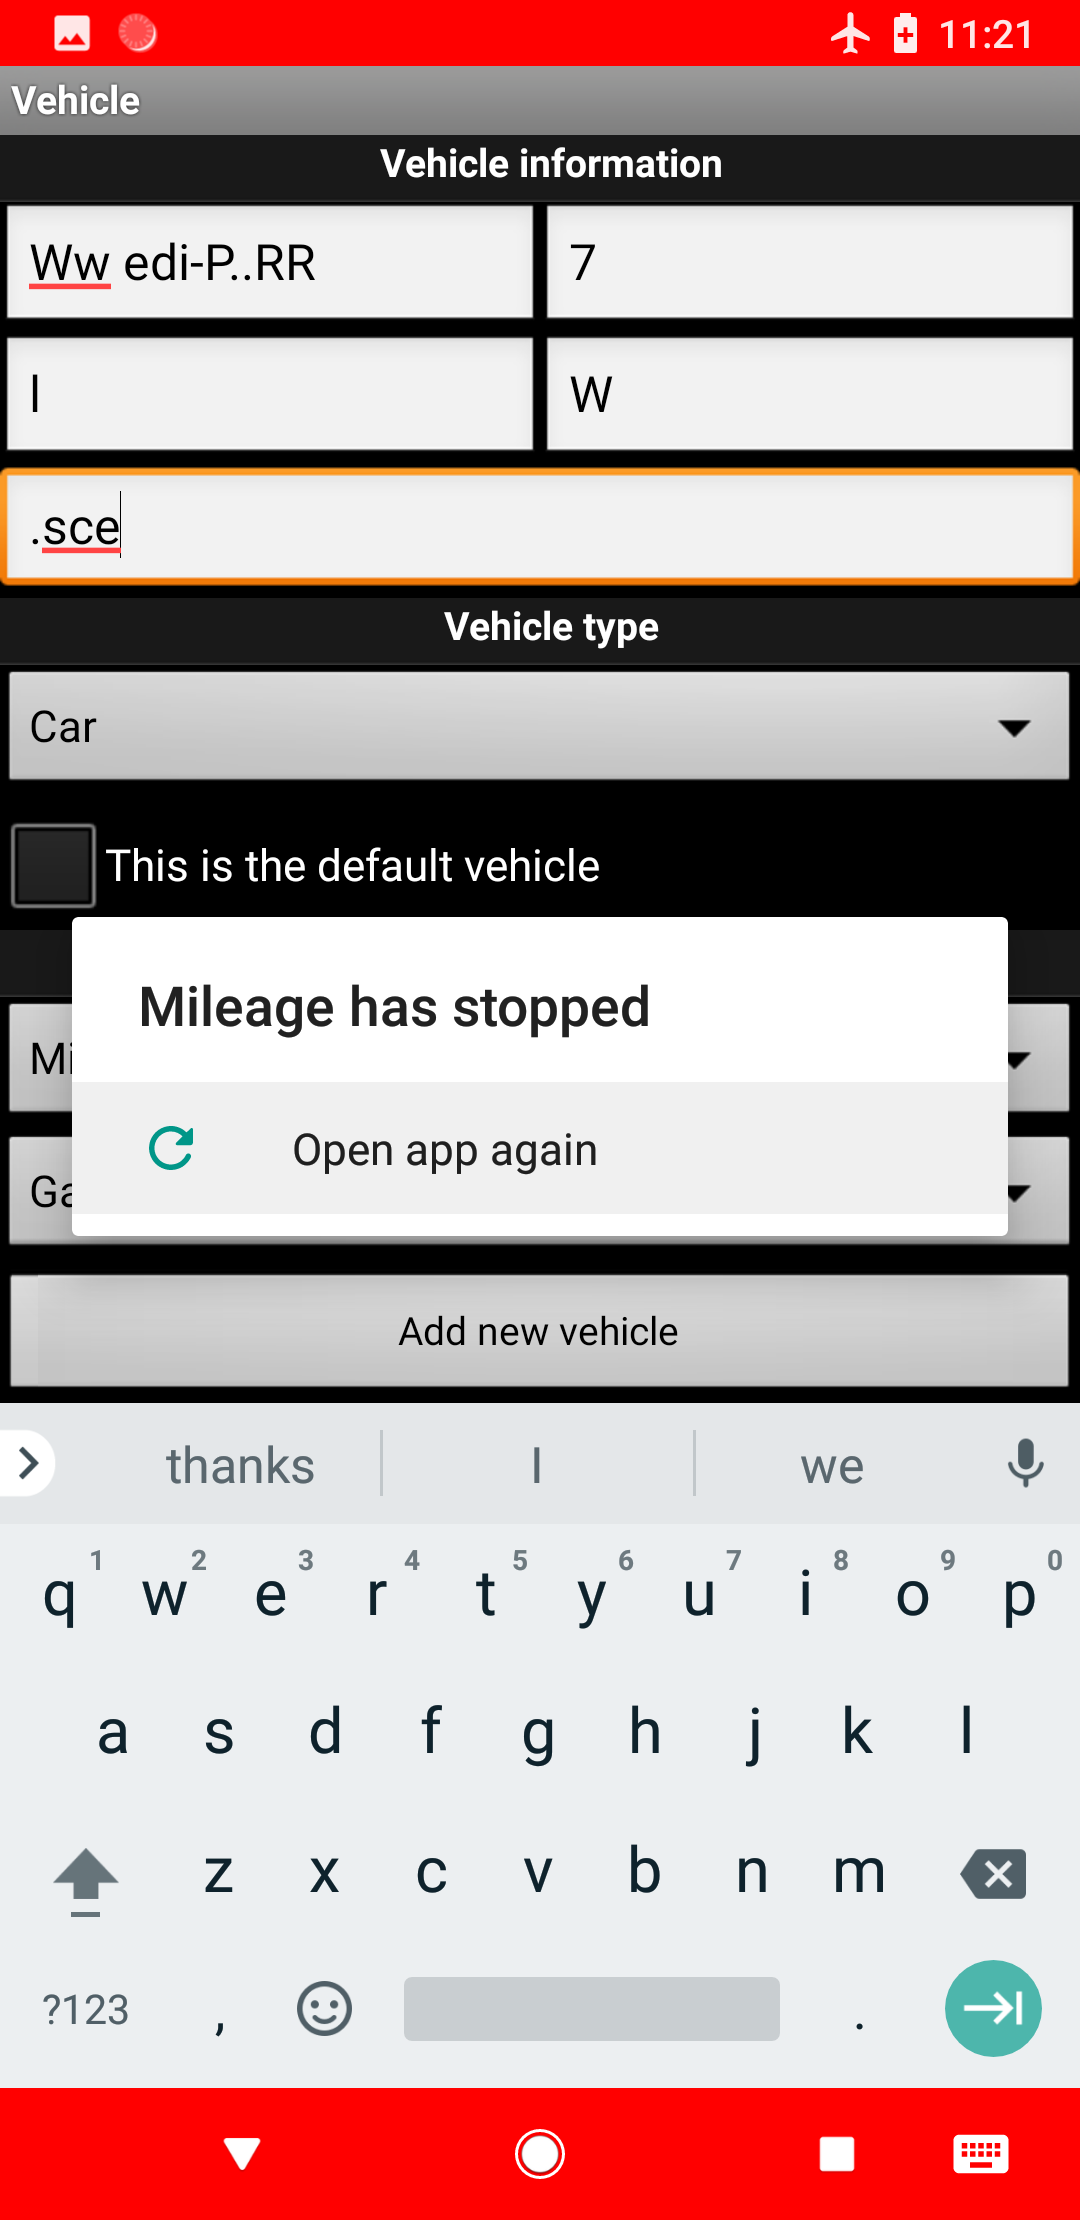 11:21
Vehicle
Vehicle information
Ww edi-P..RR 7
l W
.sce
Vehicle type
Car
This is the default vehicle
Mileage has stopped
Mi
Open app again
Ga
Add new vehicle
thanks I we
1 2 3 4 5 6 7 8 9 0
q w e r t y u i o p
a s d f g h j k l
z x c v b n m
?123 , .